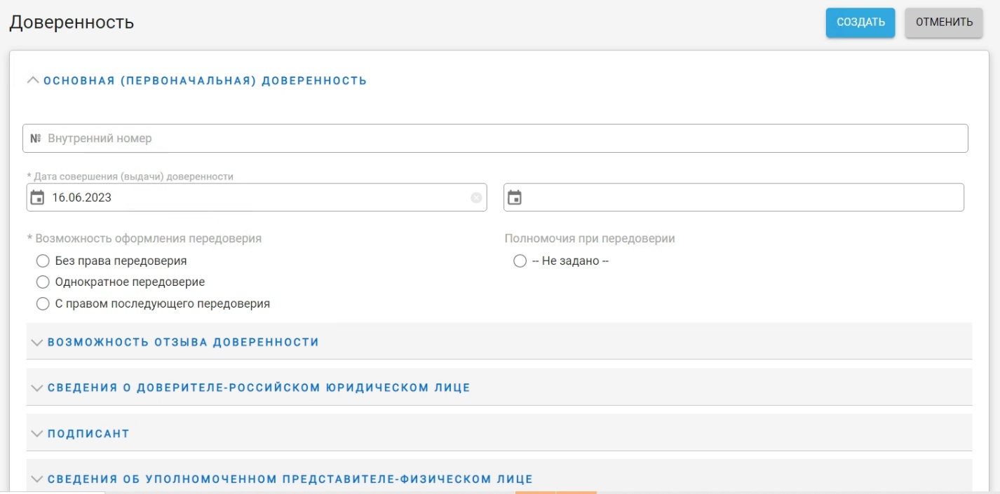 Доверенность
СОЗДАТЬ
ОТМЕНИТЬ
ОСНОВНАЯ (ПЕРВОНАЧАЛЬНАЯ) ДОВЕРЕННОСТЬ
№ Внутренний номер
* Дата совершения (выдачи) доверенности
16.06.2023
* Возможность оформления передоверия
Полномочия при передоверии
Без права передоверия
-- Не задано --
Однократное передоверие
С правом последующего передоверия
ВОЗМОЖНОСТЬ ОТЗЫВА ДОВЕРЕННОСТИ
СВЕДЕНИЯ О ДОВЕРИТЕЛЕ-РОССИЙСКОМ ЮРИДИЧЕСКОМ ЛИЦЕ
ПОДПИСАНТ
СВЕДЕНИЯ ОБ УПОЛНОМОЧЕННОМ ПРЕДСТАВИТЕЛЕ-ФИЗИЧЕСКОМ ЛИЦЕ